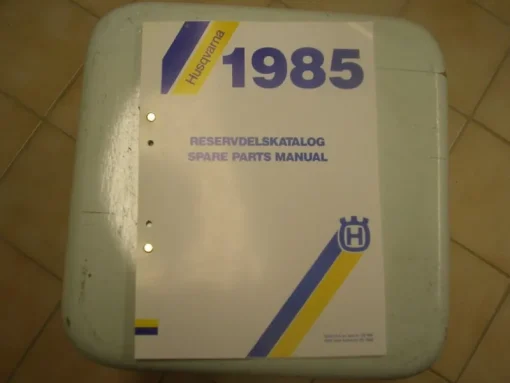 Husqvarna
1985
RESERVDELSKATALOG
SPARE PARTS MANUAL
H